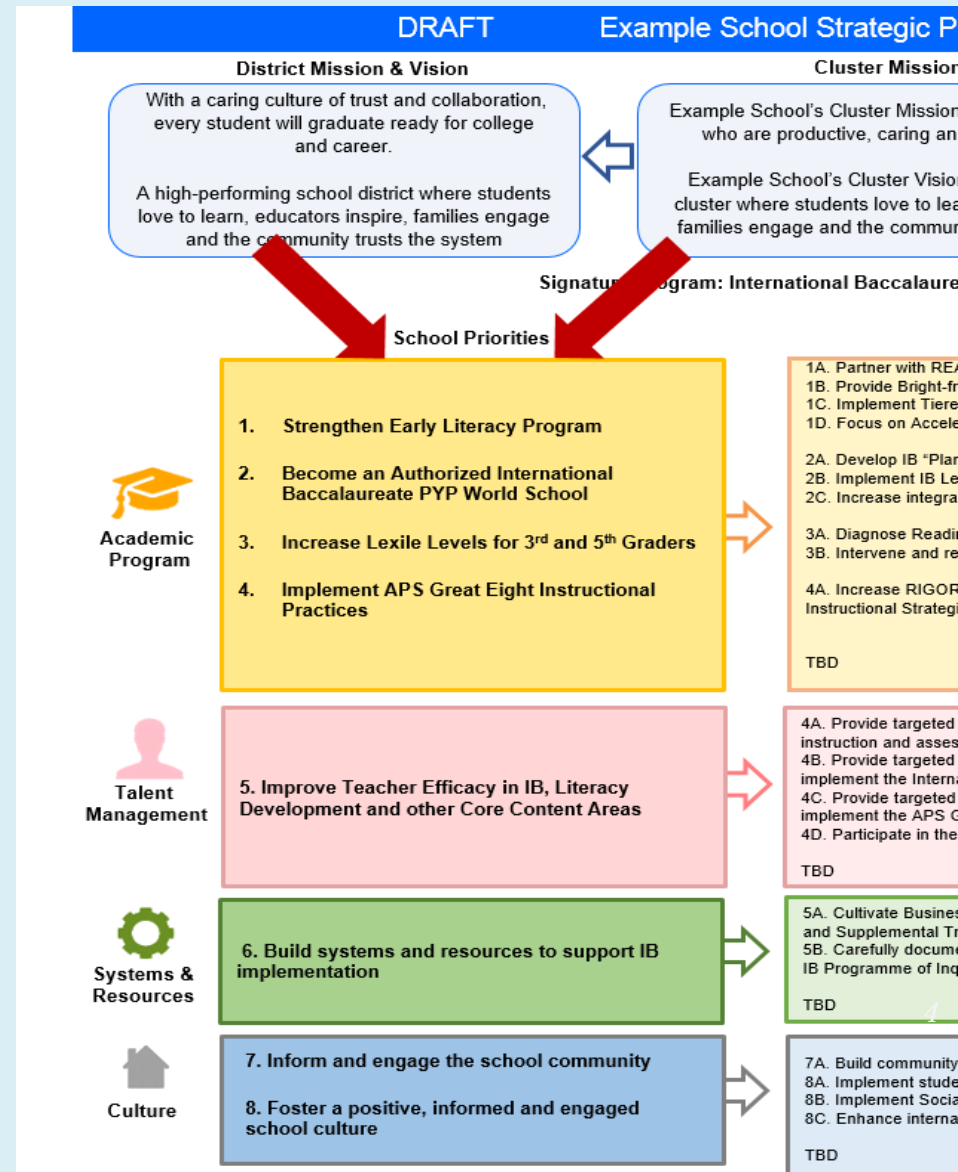 DRAFT Example School Strategic P
District Mission & Vision
With a caring culture of trust and collaboration,
every student will graduate ready for college
and career.
A high-performing school district where students
love to learn, educators inspire, families engage
and the community trusts the system
Cluster Mission
Example School's Cluster Mission
who are productive, caring an
Example School's Cluster Visio
cluster where students love to lea
families engage and the commun
Signatu ogram: International Baccalaure
School Priorities
Academic
Program
1. Strengthen Early Literacy Program
2. Become an Authorized International
Baccalaureate PYP World School
3. Increase Lexile Levels for 3rd and 5th Graders
4. Implement APS Great Eight Instructional
Practices
1A. Partner with REA
1B. Provide Bright-fr
1C. Implement Tiere
1D. Focus on Accele
2A. Develop IB “Plan
2B. Implement IB Le
2C. Increase integra
3A. Diagnose Readi
3B. Intervene and re
4A. Increase RIGOR
Instructional Strategi
TBD
Talent
Management
5. Improve Teacher Efficacy in IB, Literacy
Development and other Core Content Areas
4A. Provide targeted
instruction and asses
4B. Provide targeted
implement the Interna
4C. Provide targeted
implement the APS G
4D. Participate in the
TBD
Systems &
Resources
6. Build systems and resources to support IB
implementation
5A. Cultivate Busines
and Supplemental Tr
5B. Carefully docume
IB Programme of Inq
TBD
4
Culture
7. Inform and engage the school community
8. Foster a positive, informed and engaged
school culture
7A. Build community
8A. Implement stude
8B. Implement Socia
8C. Enhance interna
TBD